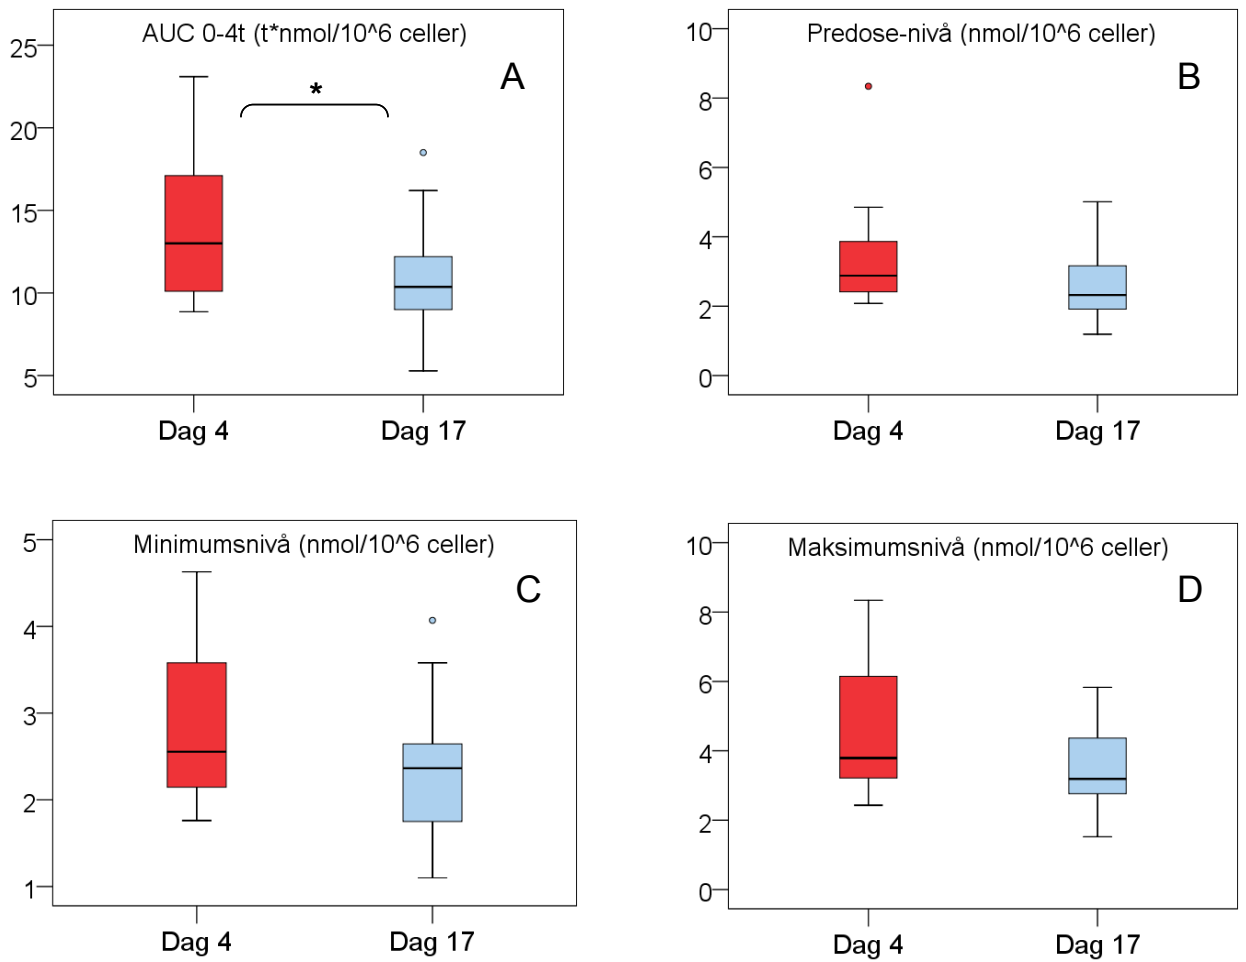 AUC 0-4t (t*nmol/10^6 celler)
A
*
25
20
15
10
5
Dag 4
Dag 17
Predose-nivå (nmol/10^6 celler)
B
10
8
6
4
2
0
Dag 4
Dag 17
Minimumsnivå (nmol/10^6 celler)
C
5
4
3
2
1
Dag 4
Dag 17
Maksimumsnivå (nmol/10^6 celler)
D
10
8
6
4
2
0
Dag 4
Dag 17